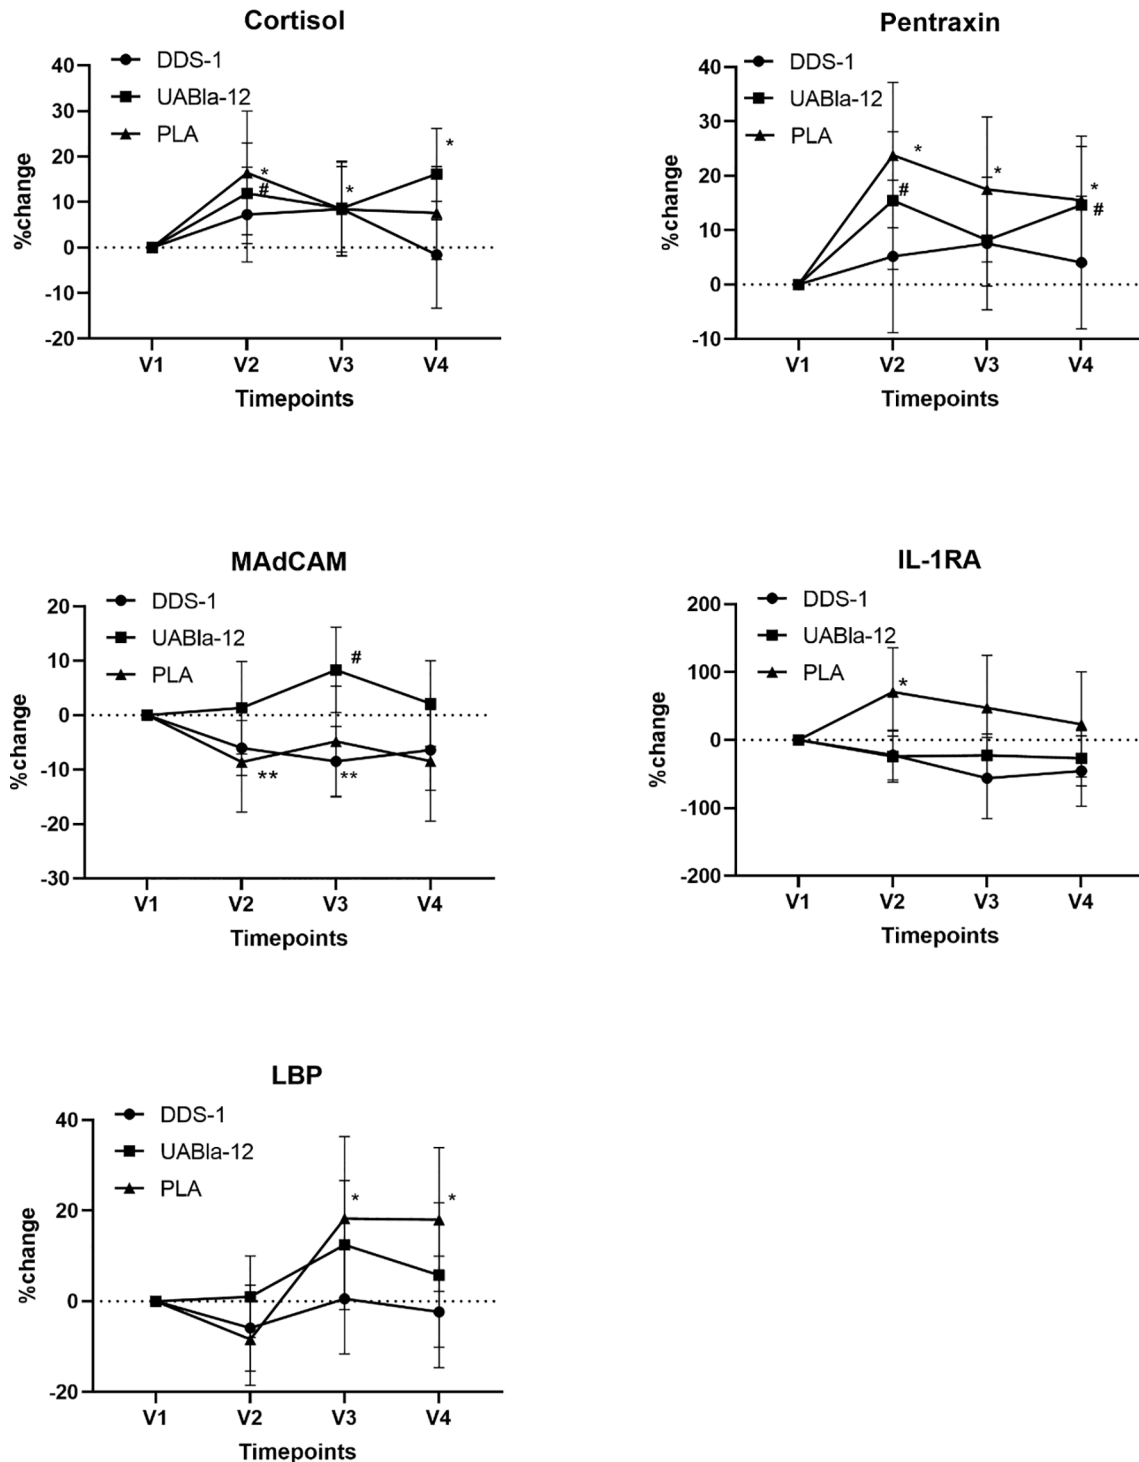 Cortisol
DDS-1
UABla-12
PLA
40
30
20
10
0
-10
-20
%change
*
#
*
*
V1 V2 V3 V4
Timepoints
Pentraxin
DDS-1
UABla-12
PLA
40
30
20
10
0
-10
%change
*
#
*
*
#
V1 V2 V3 V4
Timepoints
MAdCAM
DDS-1
UABla-12
PLA
20
10
0
-10
-20
-30
%change
#
**
**
V1 V2 V3 V4
Timepoints
IL-1RA
DDS-1
UABla-12
PLA
200
100
0
-100
-200
%change
*
V1 V2 V3 V4
Timepoints
LBP
DDS-1
UABla-12
PLA
40
20
0
-20
%change
*
*
V1 V2 V3 V4
Timepoints